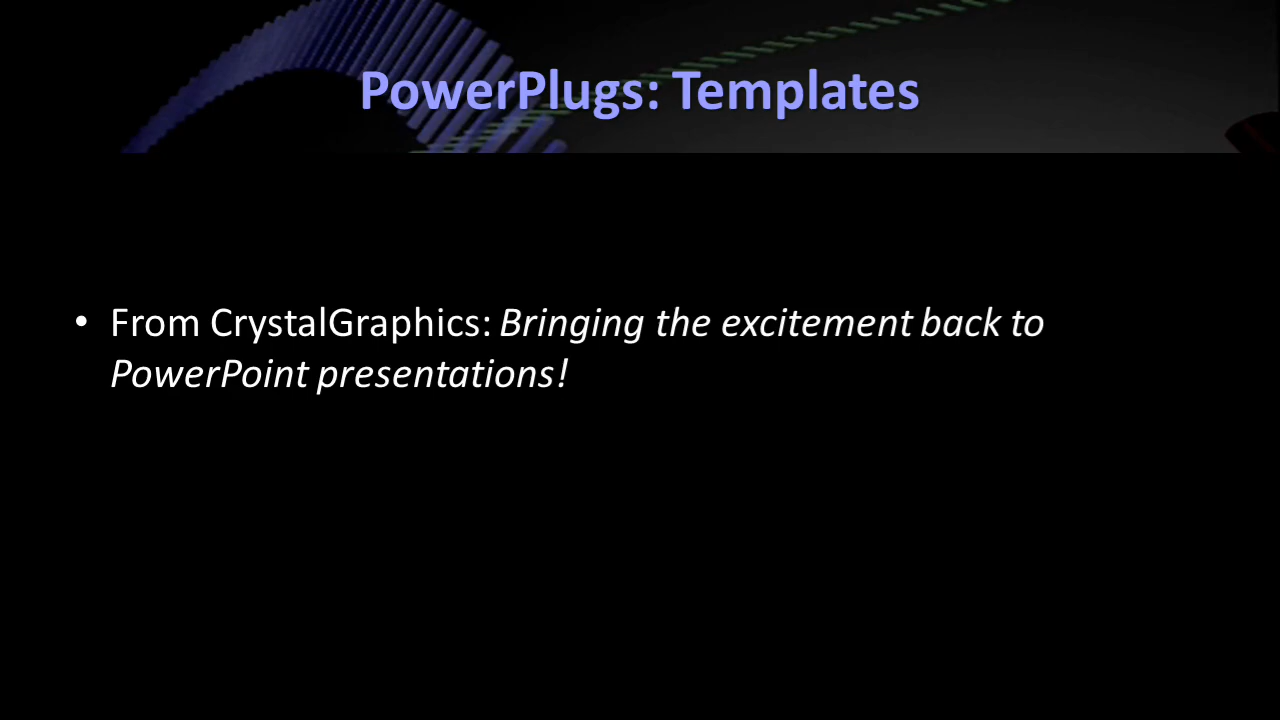 PowerPlugs: Templates
• From CrystalGraphics: Bringing the excitement back to
PowerPoint presentations!